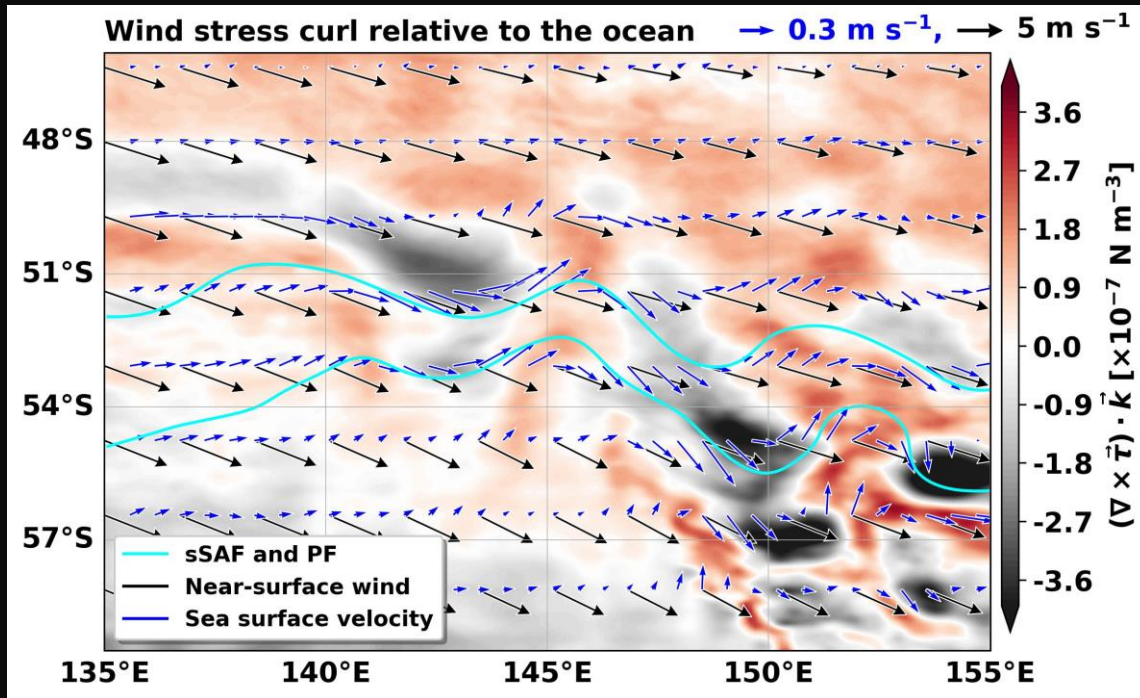 Wind stress curl relative to the ocean → 0.3 m s⁻¹, → 5 m s⁻¹
48°S
51°S
54°S
57°S
sSAF and PF
Near-surface wind
Sea surface velocity
135°E 140°E 145°E 150°E 155°E
3.6
2.7
1.8
0.9
0.0
-0.9
-1.8
-2.7
-3.6
(∇ × τ⃗) · k⃗ [×10⁻⁷ N m⁻³]